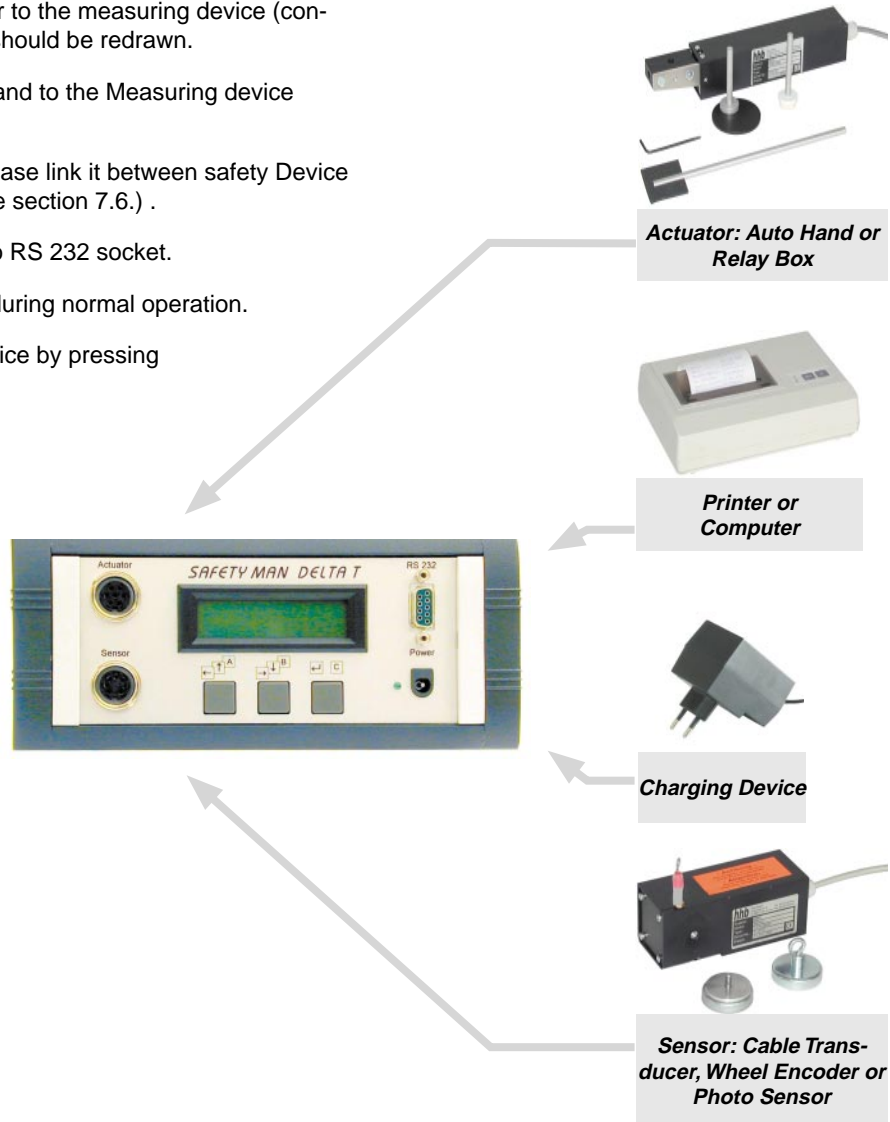 r to the measuring device (con-
should be redrawn.
and to the Measuring device
ase link it between safety Device
e section 7.6.) .
o RS 232 socket.
during normal operation.
ice by pressing
Actuator: Auto Hand or
Relay Box
Printer or
Computer
Actuator
SAFETY MAN DELTA T
RS 232
Sensor
A
B
C
Power
Charging Device
hhb
Sensor: Cable Trans-
ducer, Wheel Encoder or
Photo Sensor